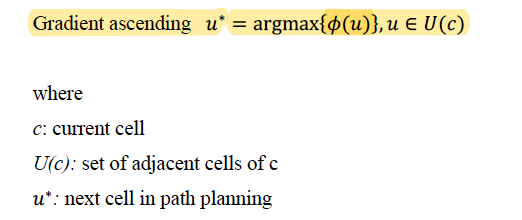 Gradient ascending u* = argmax{ϕ(u)}, u ∈ U(c)
where
c: current cell
U(c): set of adjacent cells of c
u*: next cell in path planning